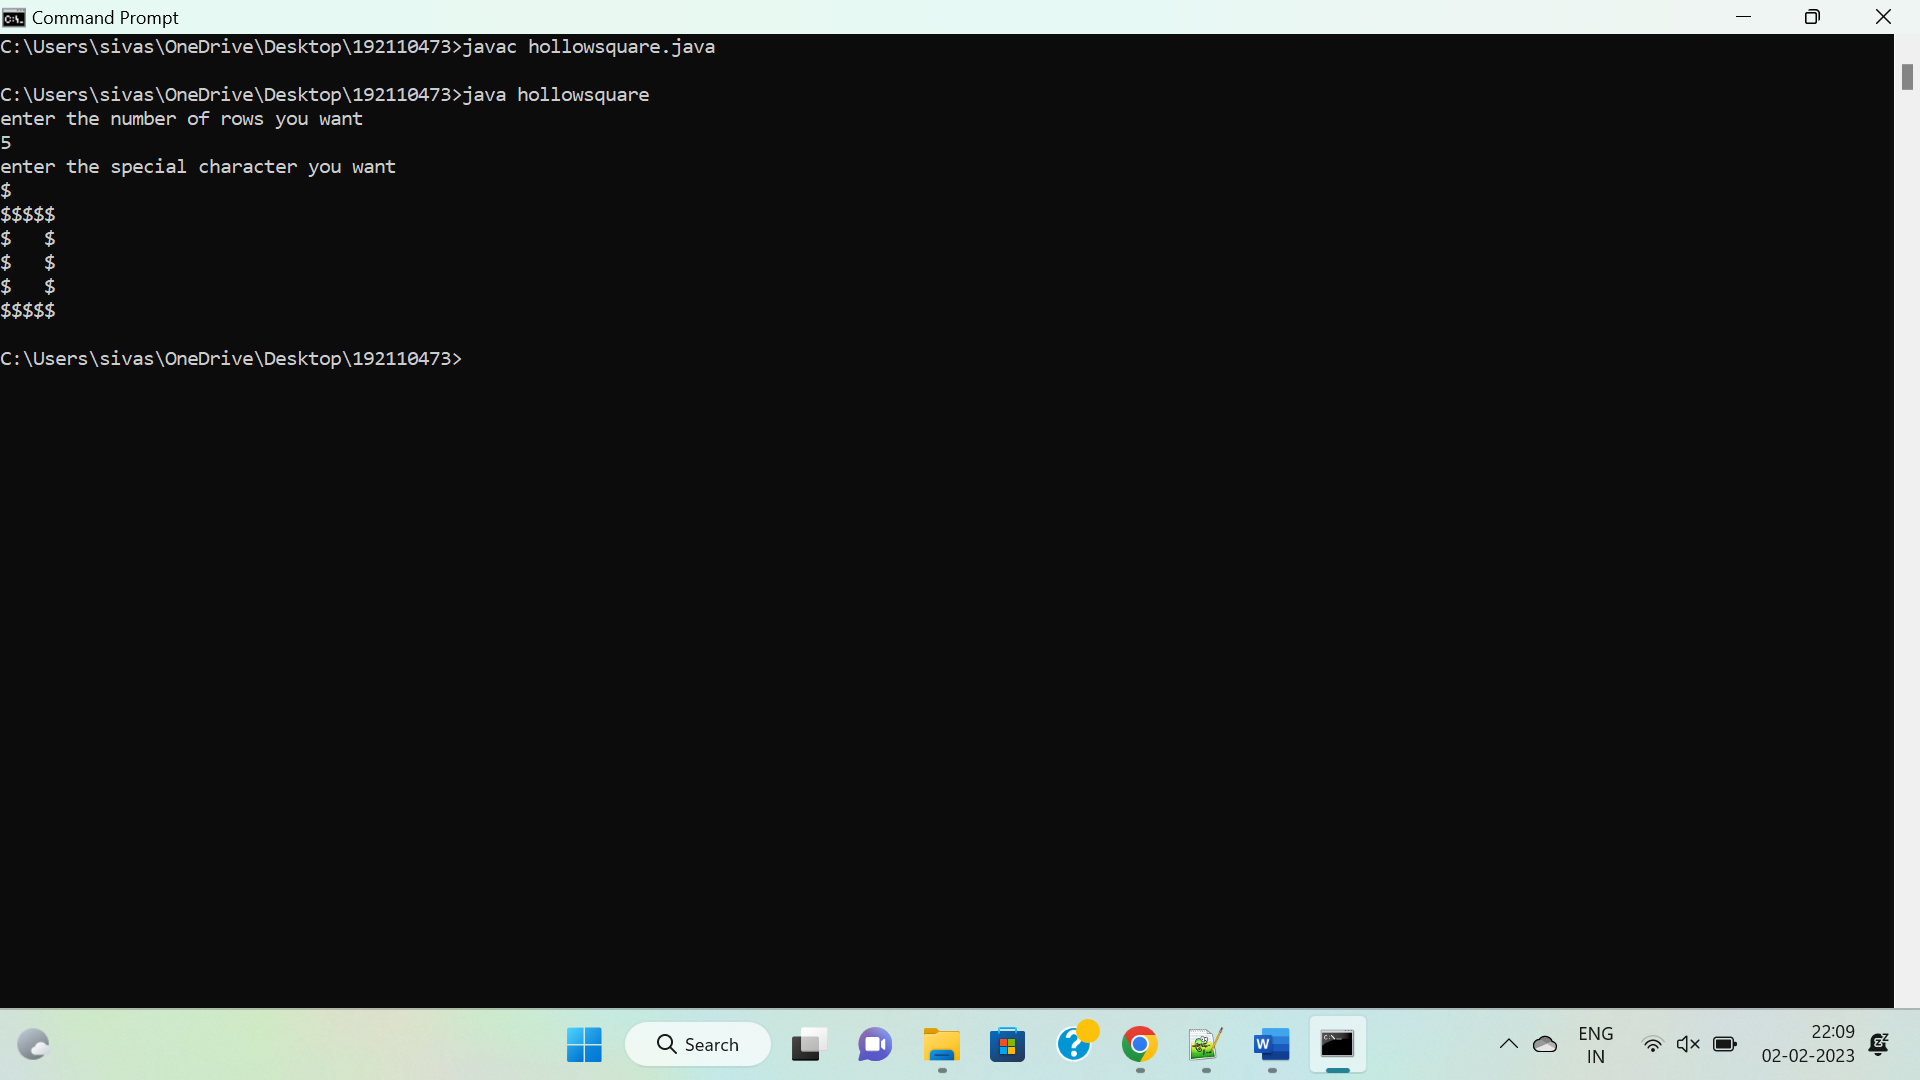 Command Prompt
C:\Users\sivas\OneDrive\Desktop\192110473>javac hollowsquare.java
C:\Users\sivas\OneDrive\Desktop\192110473>java hollowsquare
enter the number of rows you want
5
enter the special character you want
$
$$$$$
$   $
$   $
$   $
$$$$$
C:\Users\sivas\OneDrive\Desktop\192110473>
Search
ENG
IN
22:09
02-02-2023